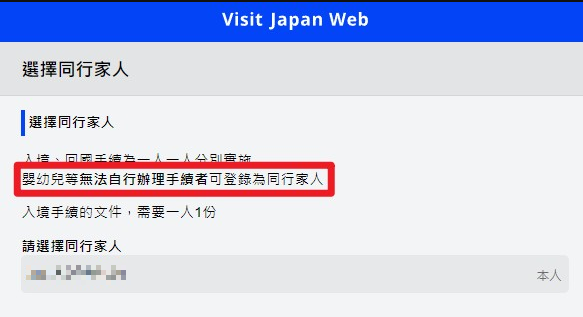 Visit Japan Web
選擇同行家人
選擇同行家人
入境、回國手續為一人一人分別實施
嬰幼兒等無法自行辦理手續者可登錄為同行家人
入境手續的文件，需要一人1份
請選擇同行家人
本人